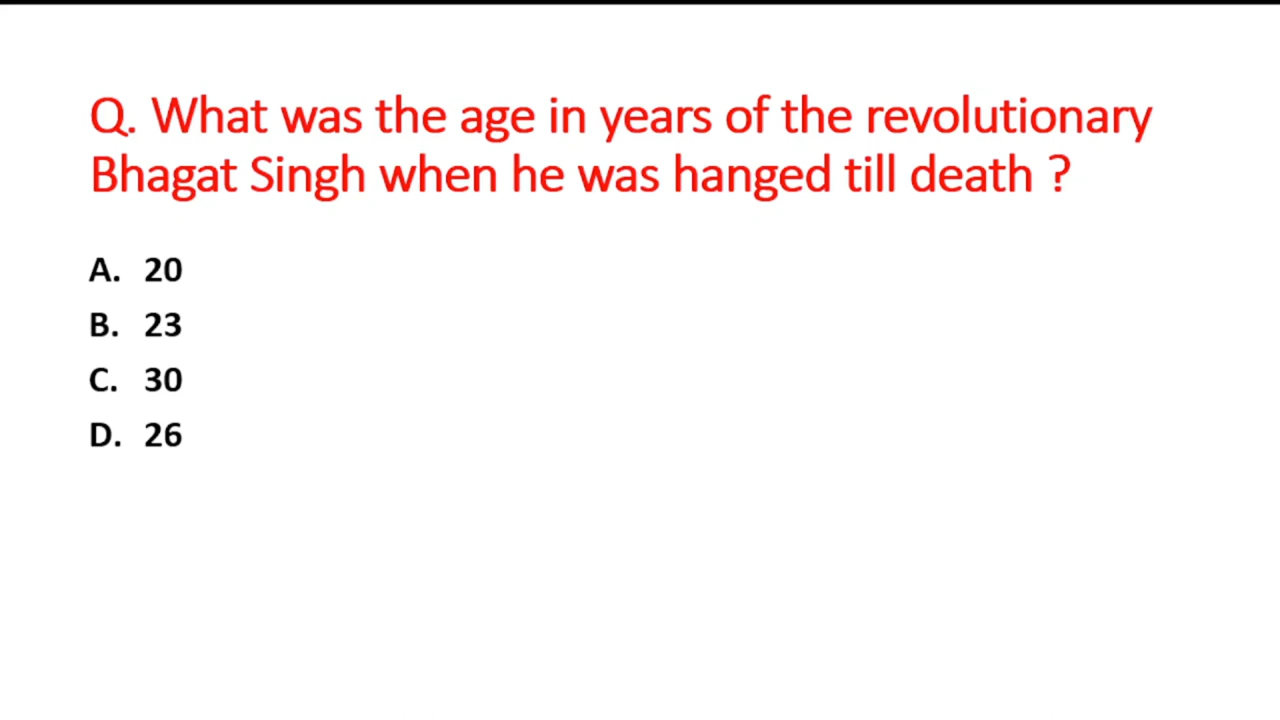 Q. What was the age in years of the revolutionary
Bhagat Singh when he was hanged till death ?
A. 20
B. 23
C. 30
D. 26